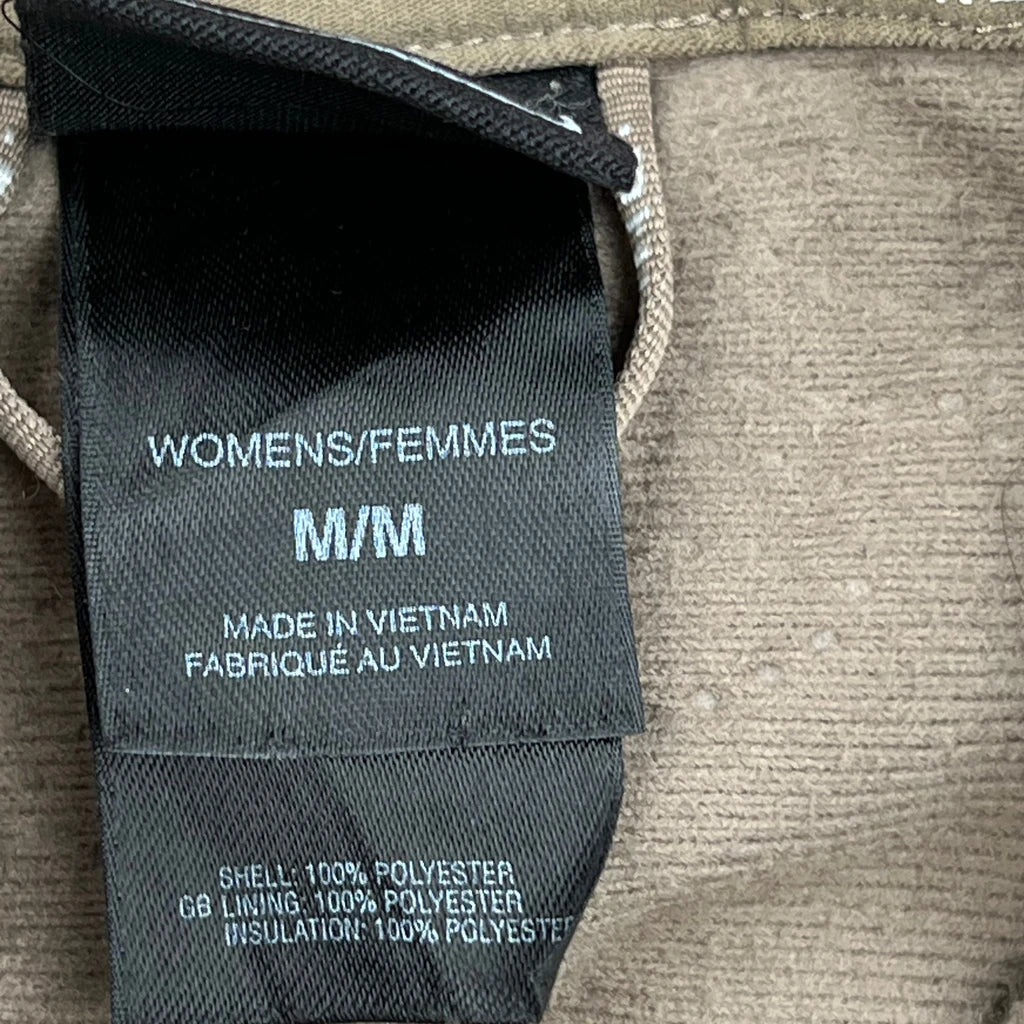 WOMENS/FEMMES
M/M
MADE IN VIETNAM
FABRIQUÉ AU VIETNAM
SHELL: 100% POLYESTER
GB LINING: 100% POLYESTER
INSULATION: 100% POLYESTER